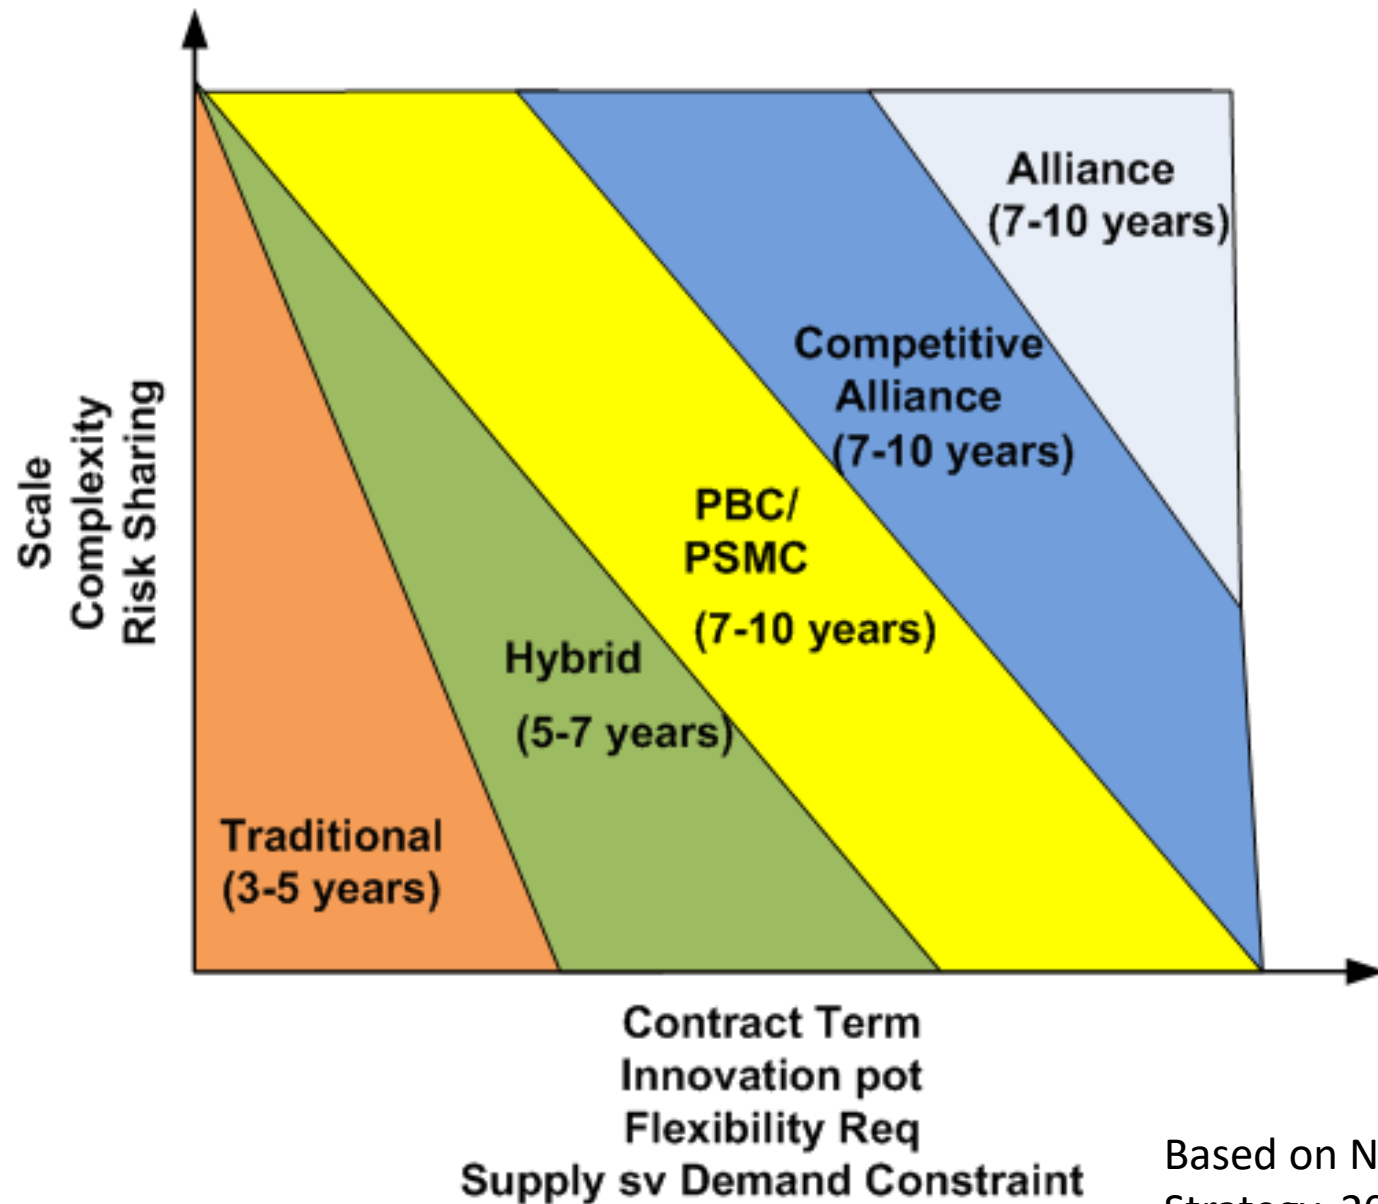 Alliance
(7-10 years)
Competitive
Alliance
(7-10 years)
PBC/
PSMC
(7-10 years)
Hybrid
(5-7 years)
Traditional
(3-5 years)
Scale
Complexity
Risk Sharing
Contract Term
Innovation pot
Flexibility Req
Supply sv Demand Constraint
Based on